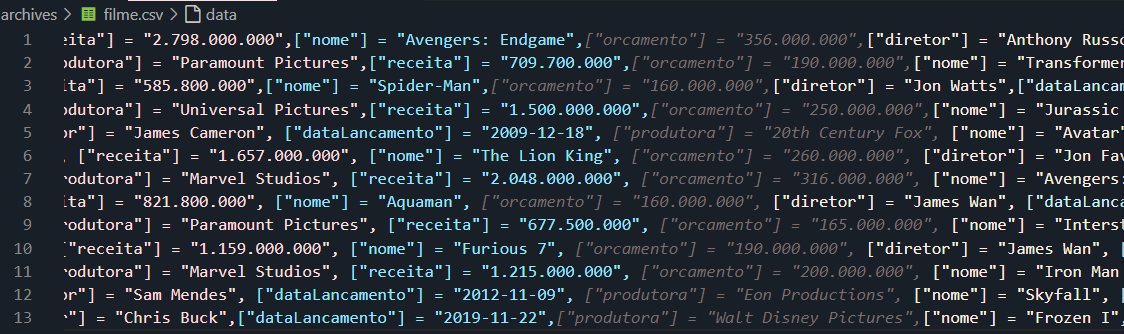 archives > filme.csv > data
1 eita"] = "2.798.000.000",["nome"] = "Avengers: Endgame",["orcamento"] = "356.000.000",["diretor"] = "Anthony Russo
2 odutora"] = "Paramount Pictures",["receita"] = "709.700.000",["orcamento"] = "190.000.000",["nome"] = "Transformer
3 ita"] = "585.800.000",["nome"] = "Spider-Man",["orcamento"] = "160.000.000",["diretor"] = "Jon Watts",["dataLancam
4 odutora"] = "Universal Pictures",["receita"] = "1.500.000.000",["orcamento"] = "250.000.000",["nome"] = "Jurassic
5 or"] = "James Cameron", ["dataLancamento"] = "2009-12-18", ["produtora"] = "20th Century Fox", ["nome"] = "Avatar"
6 , ["receita"] = "1.657.000.000", ["nome"] = "The Lion King", ["orcamento"] = "260.000.000", ["diretor"] = "Jon Fav
7 rodutora"] = "Marvel Studios", ["receita"] = "2.048.000.000", ["orcamento"] = "316.000.000", ["nome"] = "Avengers:
8 ita"] = "821.800.000", ["nome"] = "Aquaman", ["orcamento"] = "160.000.000", ["diretor"] = "James Wan", ["dataLanca
9 rodutora"] = "Paramount Pictures", ["receita"] = "677.500.000", ["orcamento"] = "165.000.000", ["nome"] = "Interst
10 ["receita"] = "1.159.000.000", ["nome"] = "Furious 7", ["orcamento"] = "190.000.000", ["diretor"] = "James Wan", [
11 rodutora"] = "Marvel Studios", ["receita"] = "1.215.000.000", ["orcamento"] = "200.000.000", ["nome"] = "Iron Man
12 or"] = "Sam Mendes", ["dataLancamento"] = "2012-11-09", ["produtora"] = "Eon Productions", ["nome"] = "Skyfall", [
13 r"] = "Chris Buck",["dataLancamento"] = "2019-11-22",["produtora"] = "Walt Disney Pictures",["nome"] = "Frozen I",